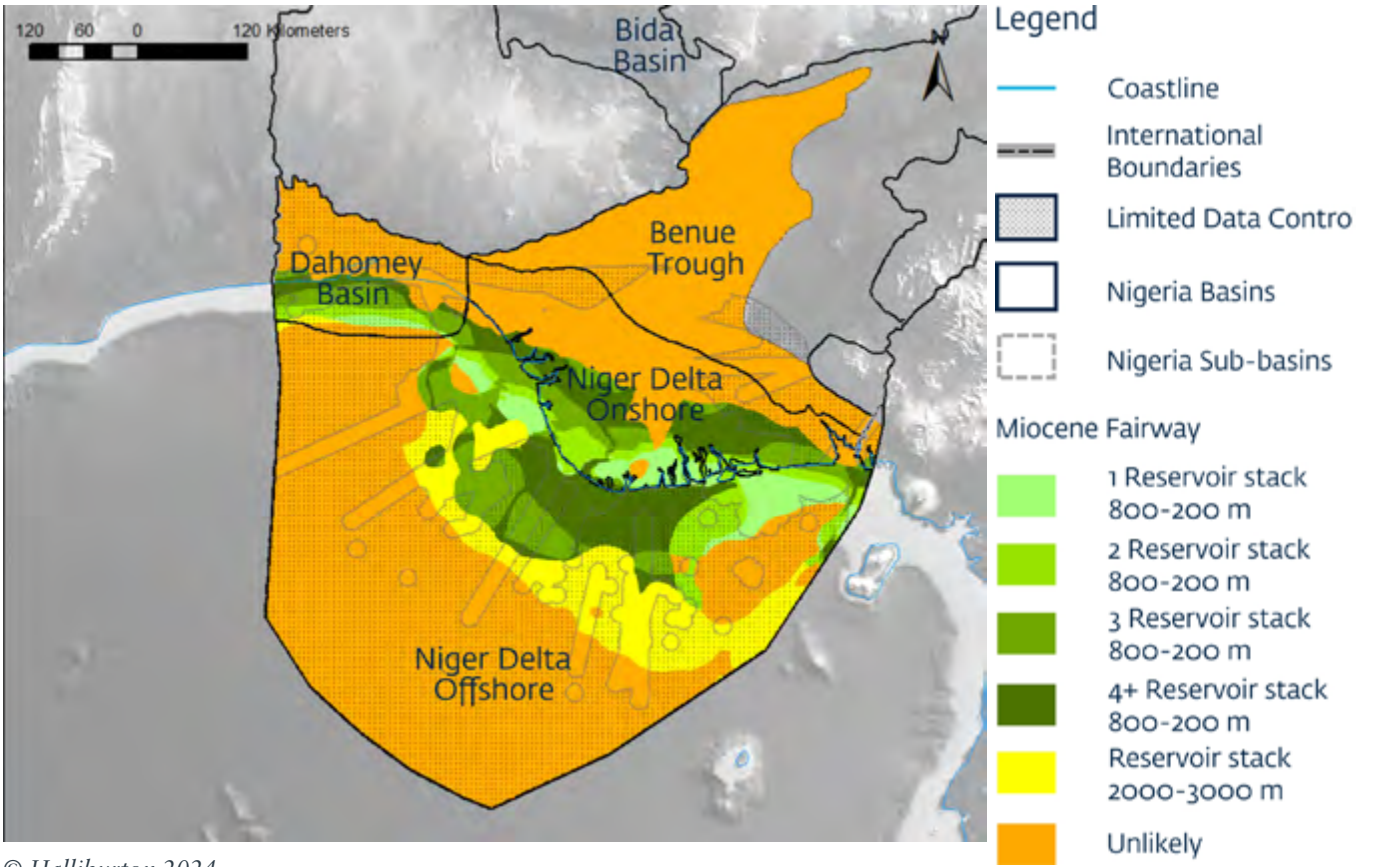 120 60 0 120 Kilometers
Bida
Basin
N
Dahomey
Basin
Benue
Trough
Niger Delta
Onshore
Niger Delta
Offshore
© Halliburton 2024
Legend
Coastline
International
Boundaries
Limited Data Contro
Nigeria Basins
Nigeria Sub-basins
Miocene Fairway
1 Reservoir stack
800-200 m
2 Reservoir stack
800-200 m
3 Reservoir stack
800-200 m
4+ Reservoir stack
800-200 m
Reservoir stack
2000-3000 m
Unlikely